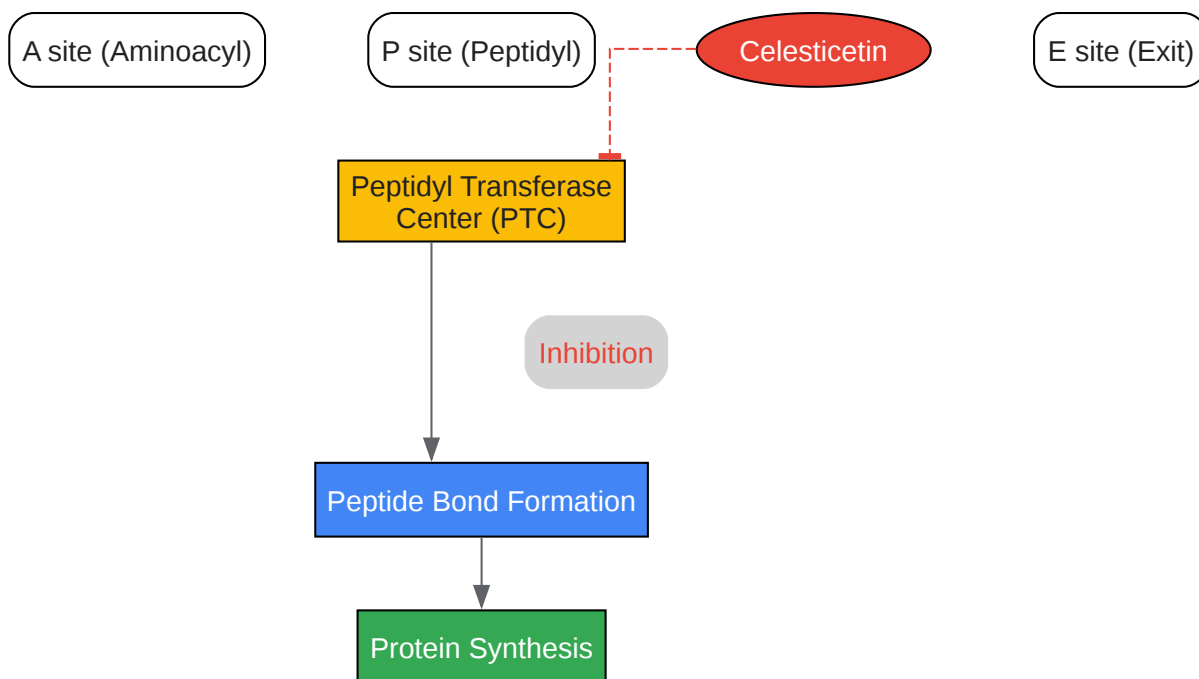 A site (Aminoacyl)
P site (Peptidyl)
Celesticetin
E site (Exit)
Peptidyl Transferase
Center (PTC)
Inhibition
Peptide Bond Formation
Protein Synthesis